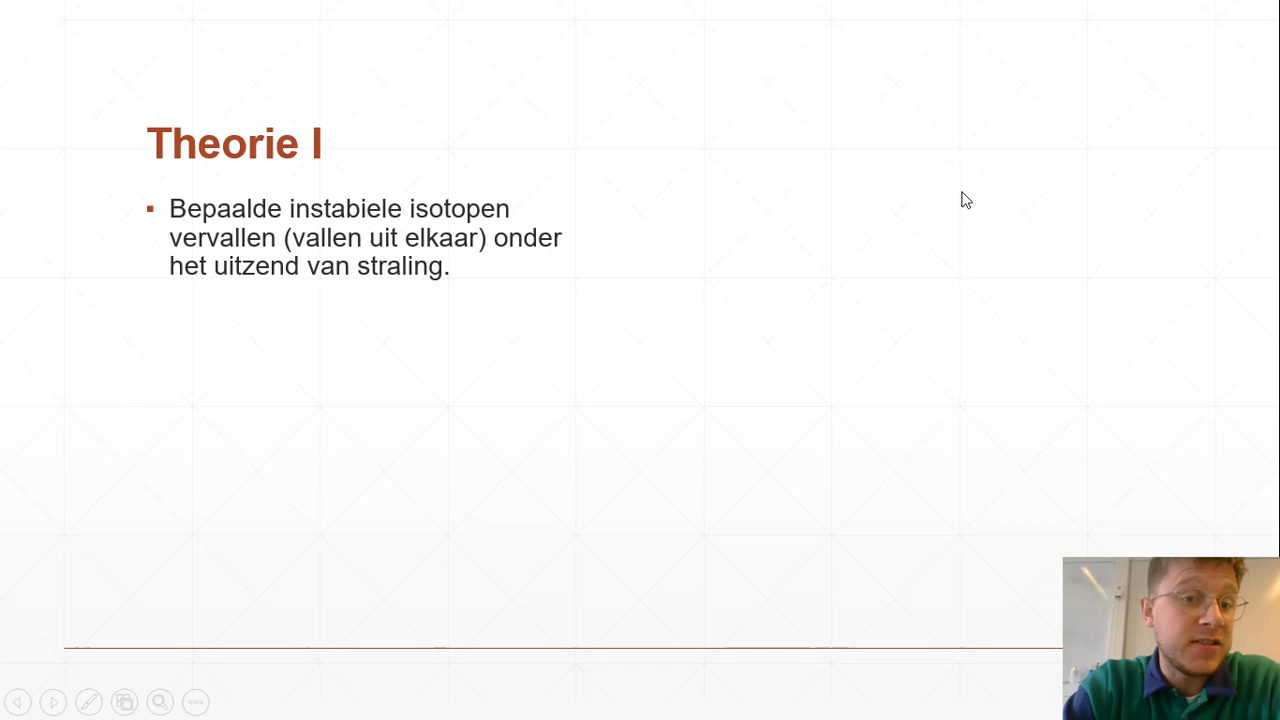 Theorie I
Bepaalde instabiele isotopen
vervallen (vallen uit elkaar) onder
het uitzend van straling.